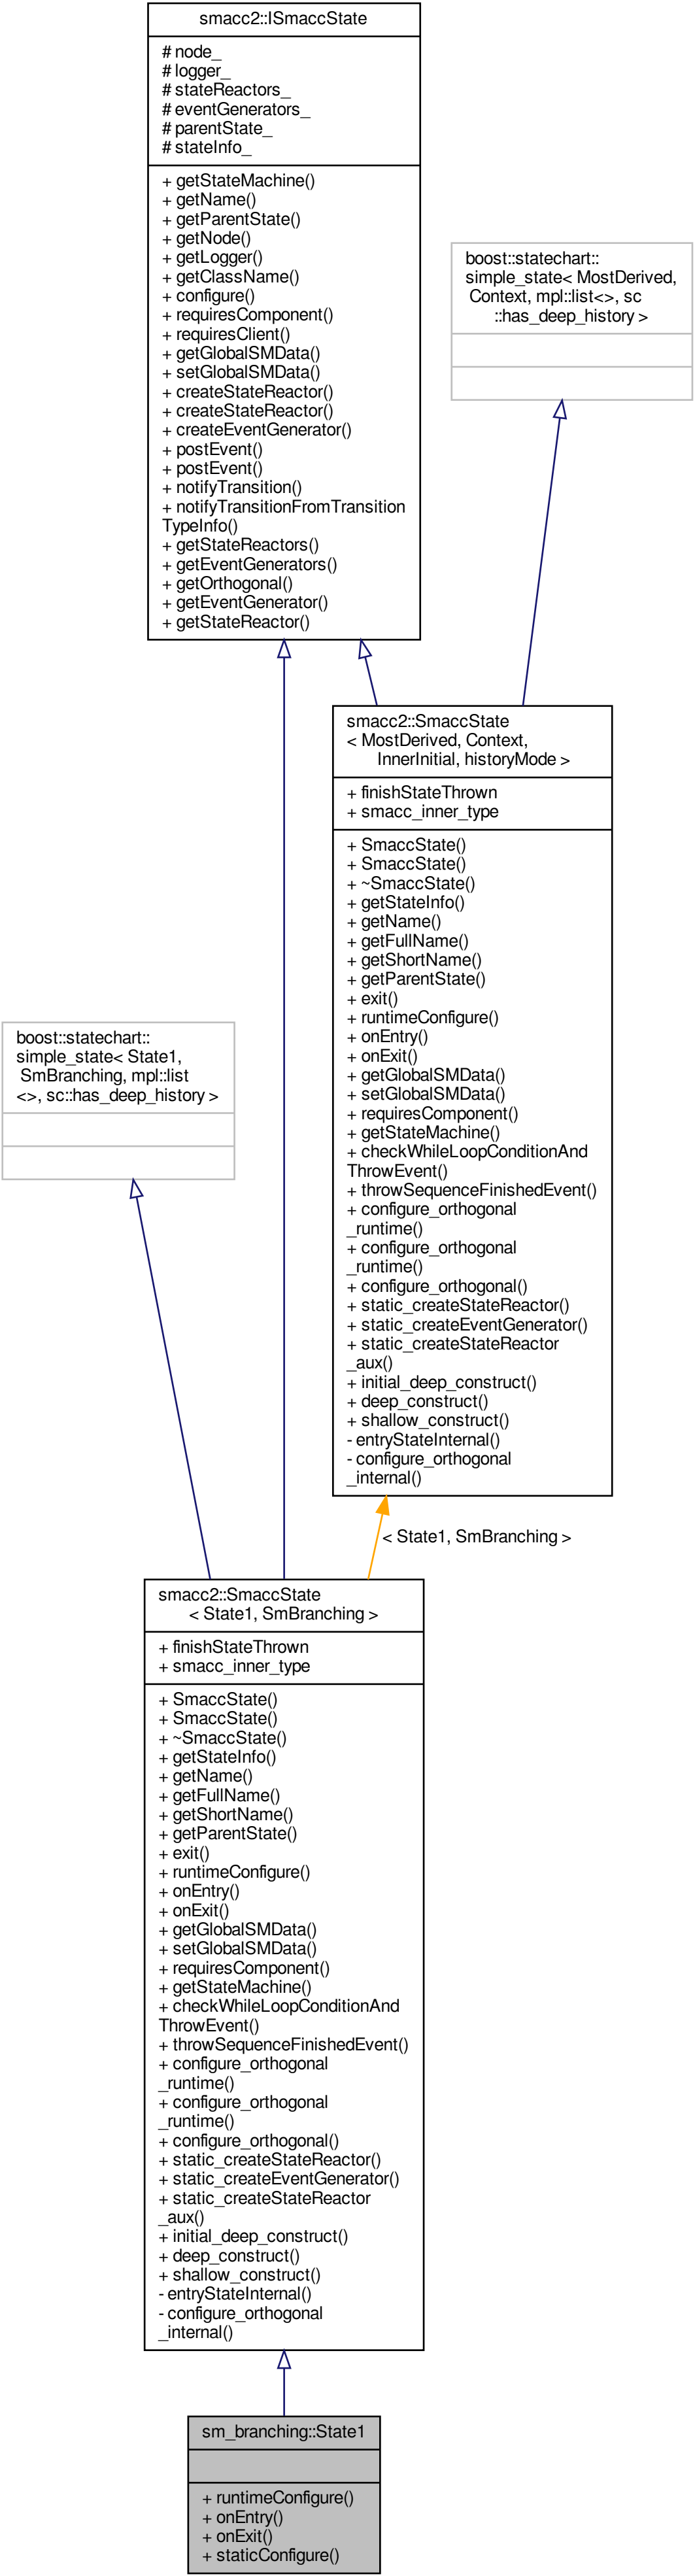 smacc2::ISmaccState
# node_
# logger_
# stateReactors_
# eventGenerators_
# parentState_
# stateInfo_
+ getStateMachine()
+ getName()
+ getParentState()
+ getNode()
+ getLogger()
+ getClassName()
+ configure()
+ requiresComponent()
+ requiresClient()
+ getGlobalSMData()
+ setGlobalSMData()
+ createStateReactor()
+ createStateReactor()
+ createEventGenerator()
+ postEvent()
+ postEvent()
+ notifyTransition()
+ notifyTransitionFromTransition
TypeInfo()
+ getStateReactors()
+ getEventGenerators()
+ getOrthogonal()
+ getEventGenerator()
+ getStateReactor()
boost::statechart::
simple_state< MostDerived,
Context, mpl::list<>, sc
::has_deep_history >
smacc2::SmaccState
< MostDerived, Context,
InnerInitial, historyMode >
+ finishStateThrown
+ smacc_inner_type
+ SmaccState()
+ SmaccState()
+ ~SmaccState()
+ getStateInfo()
+ getName()
+ getFullName()
+ getShortName()
+ getParentState()
+ exit()
+ runtimeConfigure()
+ onEntry()
+ onExit()
+ getGlobalSMData()
+ setGlobalSMData()
+ requiresComponent()
+ getStateMachine()
+ checkWhileLoopConditionAnd
ThrowEvent()
+ throwSequenceFinishedEvent()
+ configure_orthogonal
_runtime()
+ configure_orthogonal
_runtime()
+ configure_orthogonal()
+ static_createStateReactor()
+ static_createEventGenerator()
+ static_createStateReactor
_aux()
+ initial_deep_construct()
+ deep_construct()
+ shallow_construct()
- entryStateInternal()
- configure_orthogonal
_internal()
boost::statechart::
simple_state< State1,
SmBranching, mpl::list
<>, sc::has_deep_history >
< State1, SmBranching >
smacc2::SmaccState
< State1, SmBranching >
+ finishStateThrown
+ smacc_inner_type
+ SmaccState()
+ SmaccState()
+ ~SmaccState()
+ getStateInfo()
+ getName()
+ getFullName()
+ getShortName()
+ getParentState()
+ exit()
+ runtimeConfigure()
+ onEntry()
+ onExit()
+ getGlobalSMData()
+ setGlobalSMData()
+ requiresComponent()
+ getStateMachine()
+ checkWhileLoopConditionAnd
ThrowEvent()
+ throwSequenceFinishedEvent()
+ configure_orthogonal
_runtime()
+ configure_orthogonal
_runtime()
+ configure_orthogonal()
+ static_createStateReactor()
+ static_createEventGenerator()
+ static_createStateReactor
_aux()
+ initial_deep_construct()
+ deep_construct()
+ shallow_construct()
- entryStateInternal()
- configure_orthogonal
_internal()
sm_branching::State1
+ runtimeConfigure()
+ onEntry()
+ onExit()
+ staticConfigure()